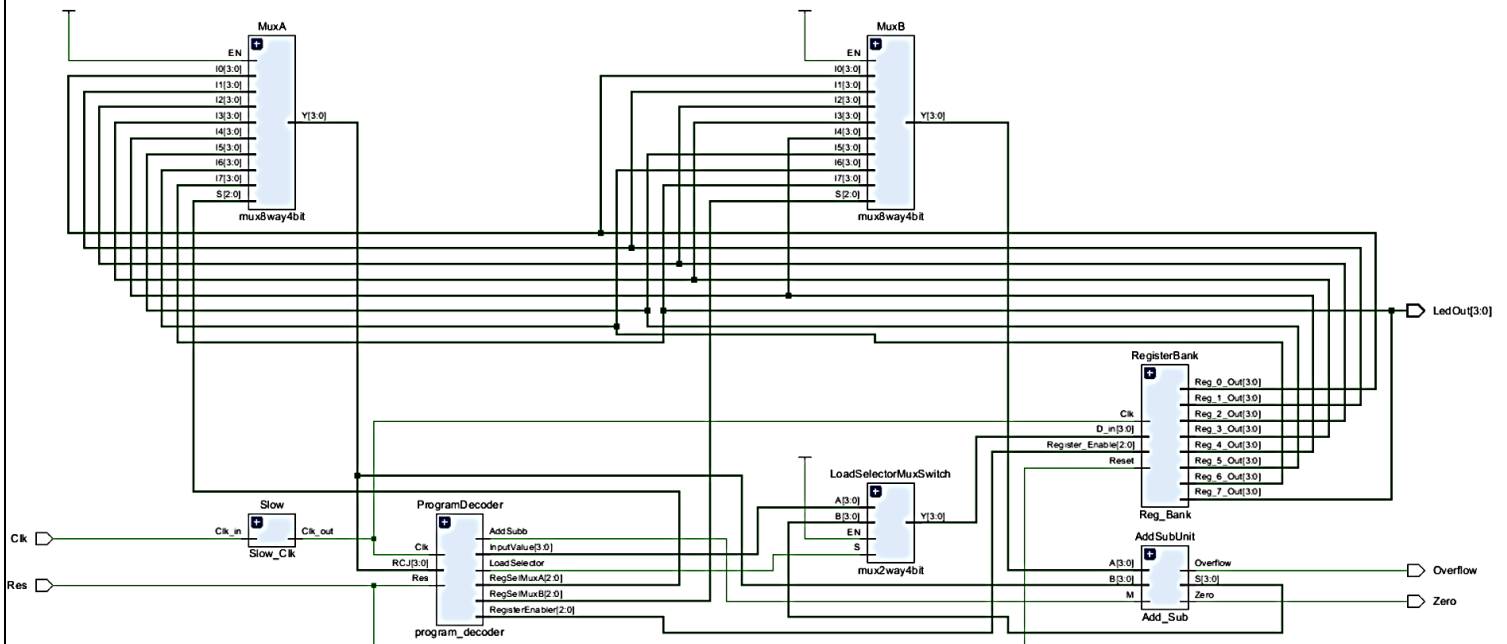 MuxA
EN
I0[3:0]
I1[3:0]
I2[3:0]
I3[3:0]
I4[3:0]
I5[3:0]
I6[3:0]
I7[3:0]
S[2:0]
Y[3:0]
mux8way4bit
MuxB
EN
I0[3:0]
I1[3:0]
I2[3:0]
I3[3:0]
I4[3:0]
I5[3:0]
I6[3:0]
I7[3:0]
S[2:0]
Y[3:0]
mux8way4bit
LedOut[3:0]
RegisterBank
Clk
D_in[3:0]
Register_Enable[2:0]
Reset
Reg_0_Out[3:0]
Reg_1_Out[3:0]
Reg_2_Out[3:0]
Reg_3_Out[3:0]
Reg_4_Out[3:0]
Reg_5_Out[3:0]
Reg_6_Out[3:0]
Reg_7_Out[3:0]
Reg_Bank
LoadSelectorMuxSwitch
A[3:0]
B[3:0]
EN
S
Y[3:0]
mux2way4bit
Clk
Slow
Clk_in
Clk_out
Slow_Clk
Res
ProgramDecoder
Clk
RCJ[3:0]
Res
AddSubb
InputValue[3:0]
LoadSelector
RegSelMuxA[2:0]
RegSelMuxB[2:0]
RegisterEnabler[2:0]
program_decoder
AddSubUnit
A[3:0]
B[3:0]
M
Overflow
S[3:0]
Zero
Add_Sub
Overflow
Zero